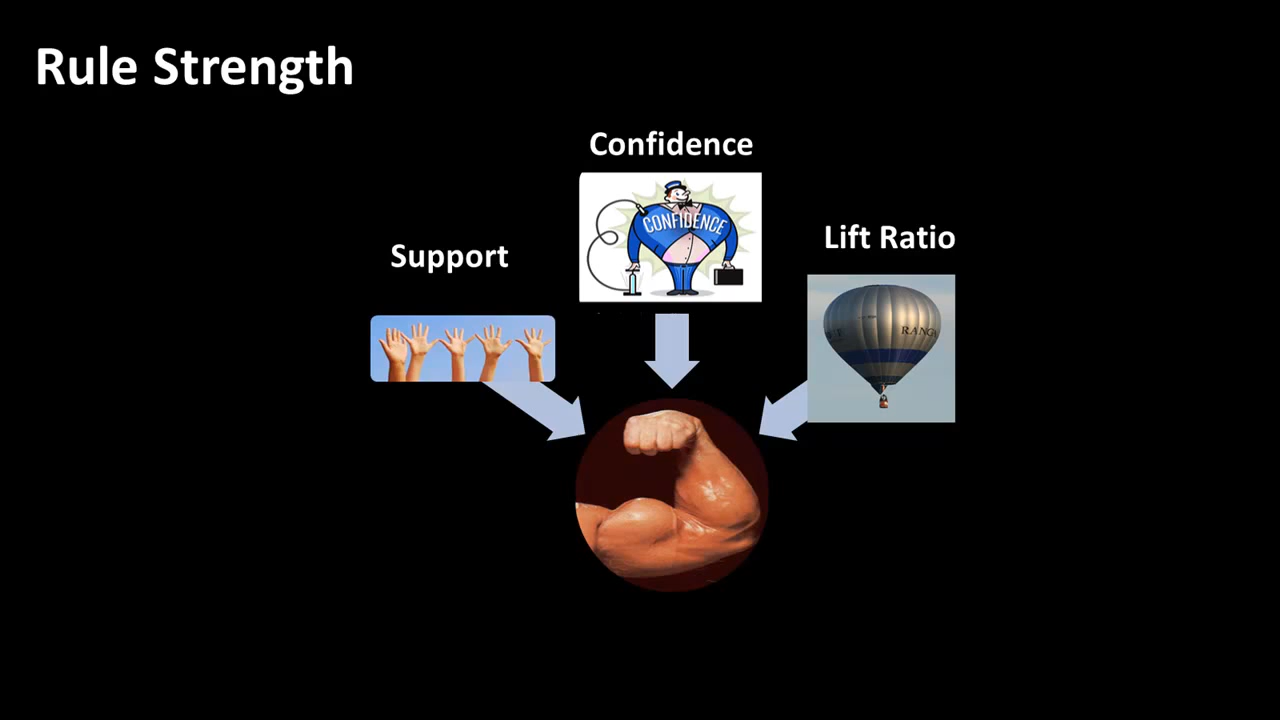 Rule Strength
Confidence
CONFIDENCE
Support
Lift Ratio